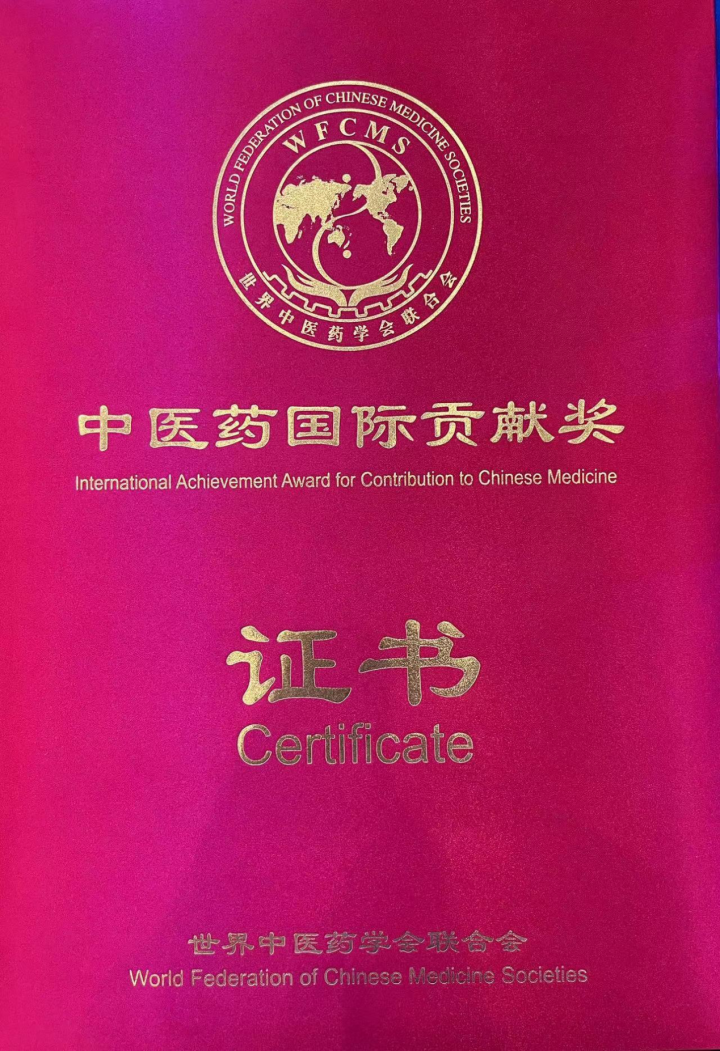 WORLD FEDERATION OF CHINESE MEDICINE SOCIETIES
WFCMS
世界中医药学会联合会
中医药国际贡献奖
International Achievement Award for Contribution to Chinese Medicine
证书
Certificate
世界中医药学会联合会
World Federation of Chinese Medicine Societies